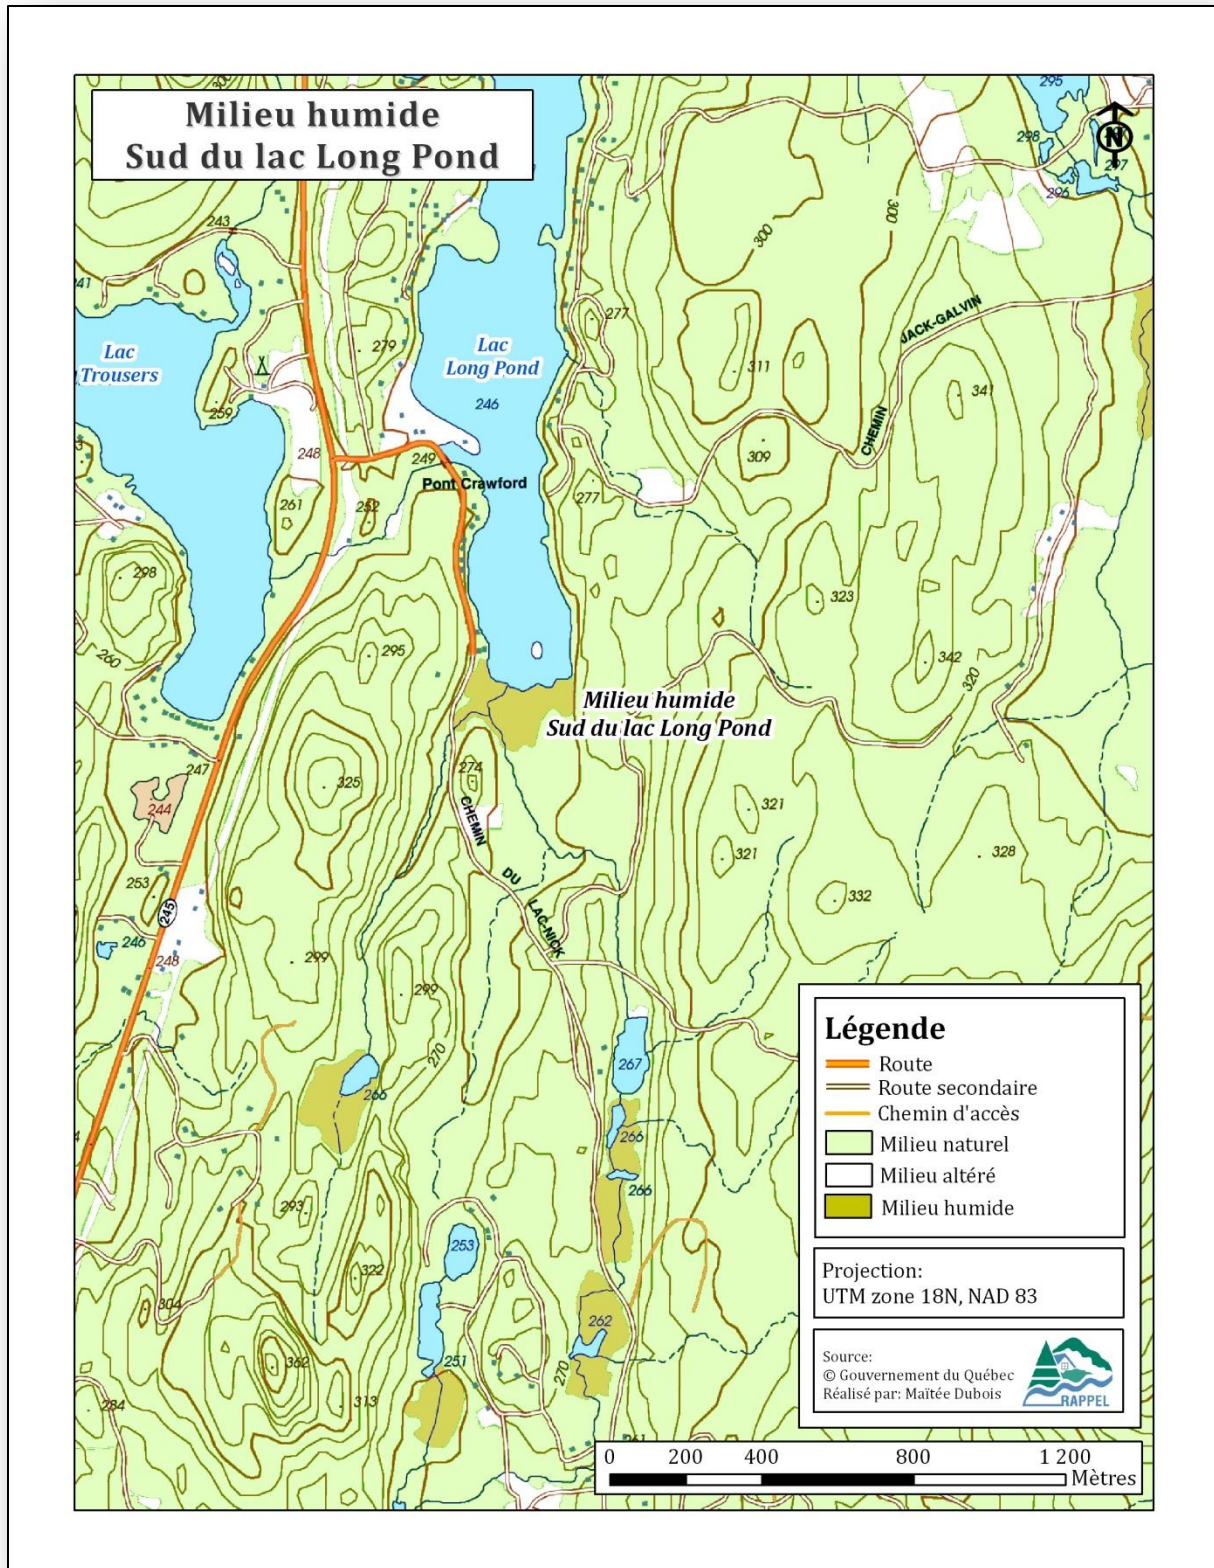 Milieu humide
Sud du lac Long Pond
300
295
N
298
297
296
243
300
300
241
277
Lac
Trousers
279
Lac
Long Pond
246
JACK-GALVIN
CHEMIN
311
341
259
248
249
309
Pont Crawford
277
261
252
298
323
260
295
342
320
Milieu humide
Sud du lac Long Pond
247
274
325
244
CHEMIN
DU
LAC-NICK
321
321
328
253
332
245
246
248
299
299
270
267
266
266
266
293
253
322
304
262
362
251
270
313
284
261
Légende
Route
Route secondaire
Chemin d'accès
Milieu naturel
Milieu altéré
Milieu humide
Projection:
UTM zone 18N, NAD 83
Source:
© Gouvernement du Québec
Réalisé par: Maïtée Dubois
RAPPEL
0 200 400 800 1 200
Mètres